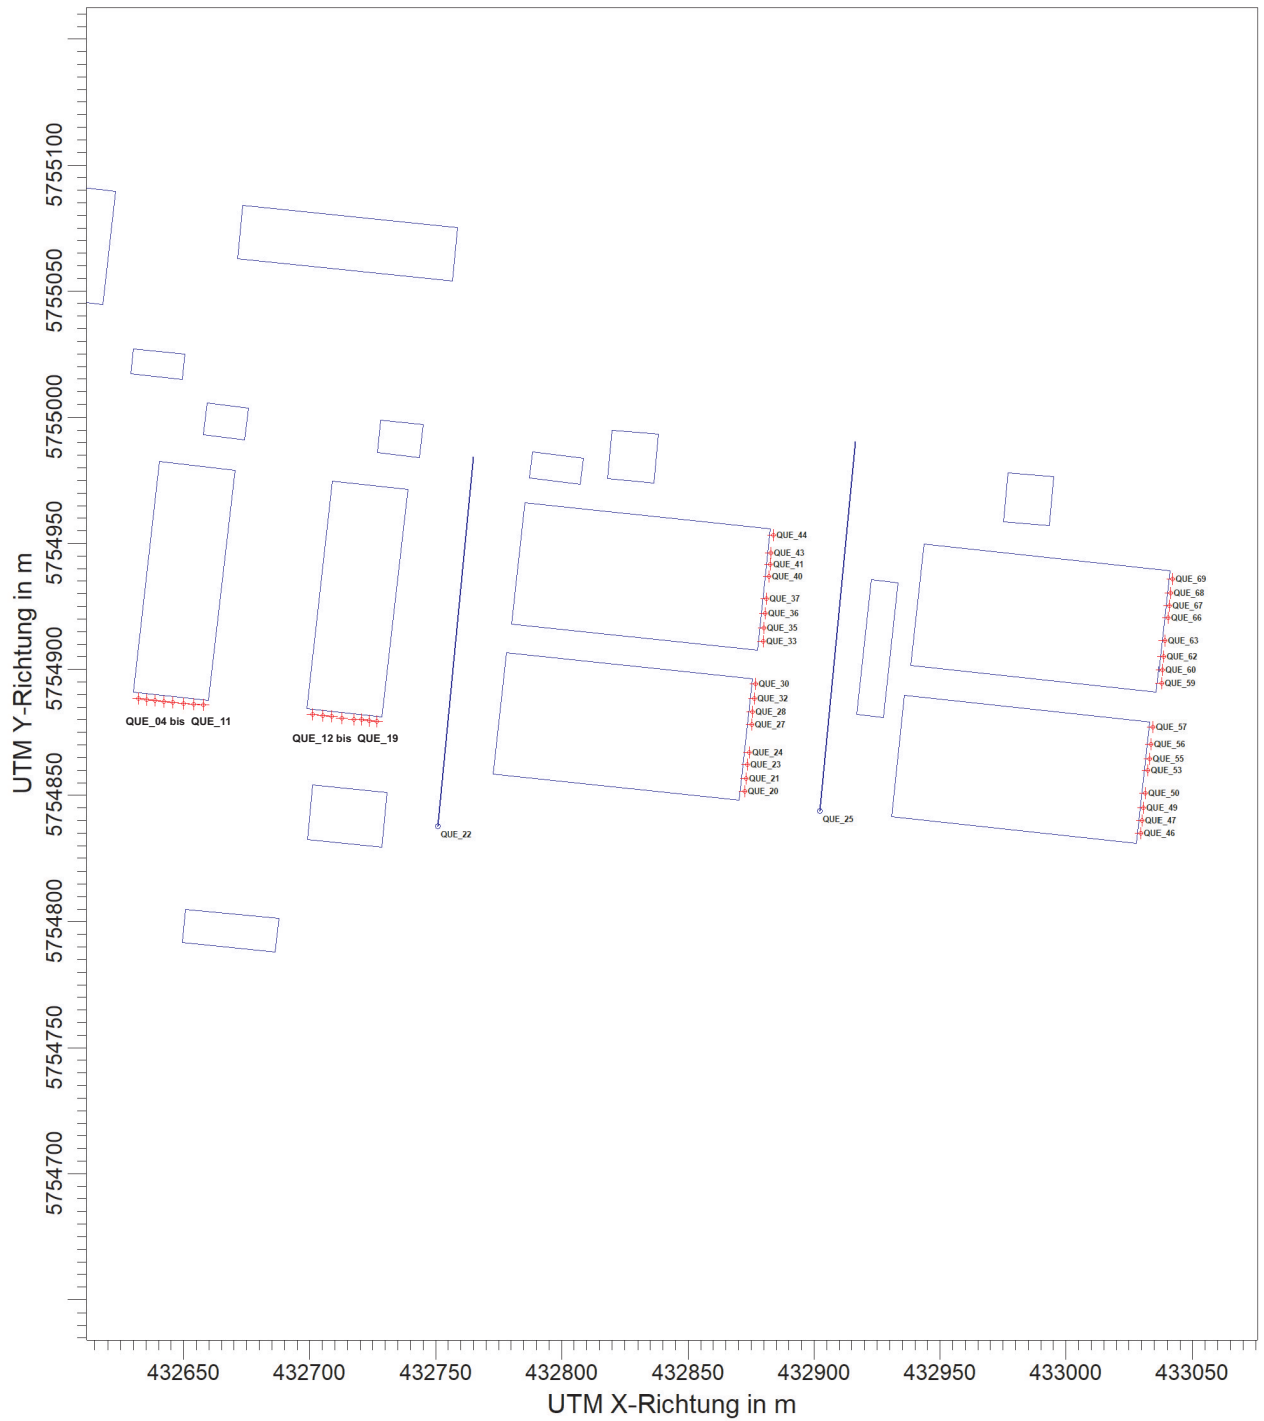 5755100
5755050
5755000
5754950
5754900
5754850
5754800
5754750
5754700
UTM Y-Richtung in m
QUE_04 bis QUE_11
QUE_12 bis QUE_19
QUE_22
QUE_44
QUE_43
QUE_41
QUE_40
QUE_37
QUE_36
QUE_35
QUE_33
QUE_30
QUE_32
QUE_28
QUE_27
QUE_24
QUE_23
QUE_21
QUE_20
QUE_25
QUE_69
QUE_68
QUE_67
QUE_66
QUE_63
QUE_62
QUE_60
QUE_59
QUE_57
QUE_56
QUE_55
QUE_53
QUE_50
QUE_49
QUE_47
QUE_46
432650 432700 432750 432800 432850 432900 432950 433000 433050
UTM X-Richtung in m